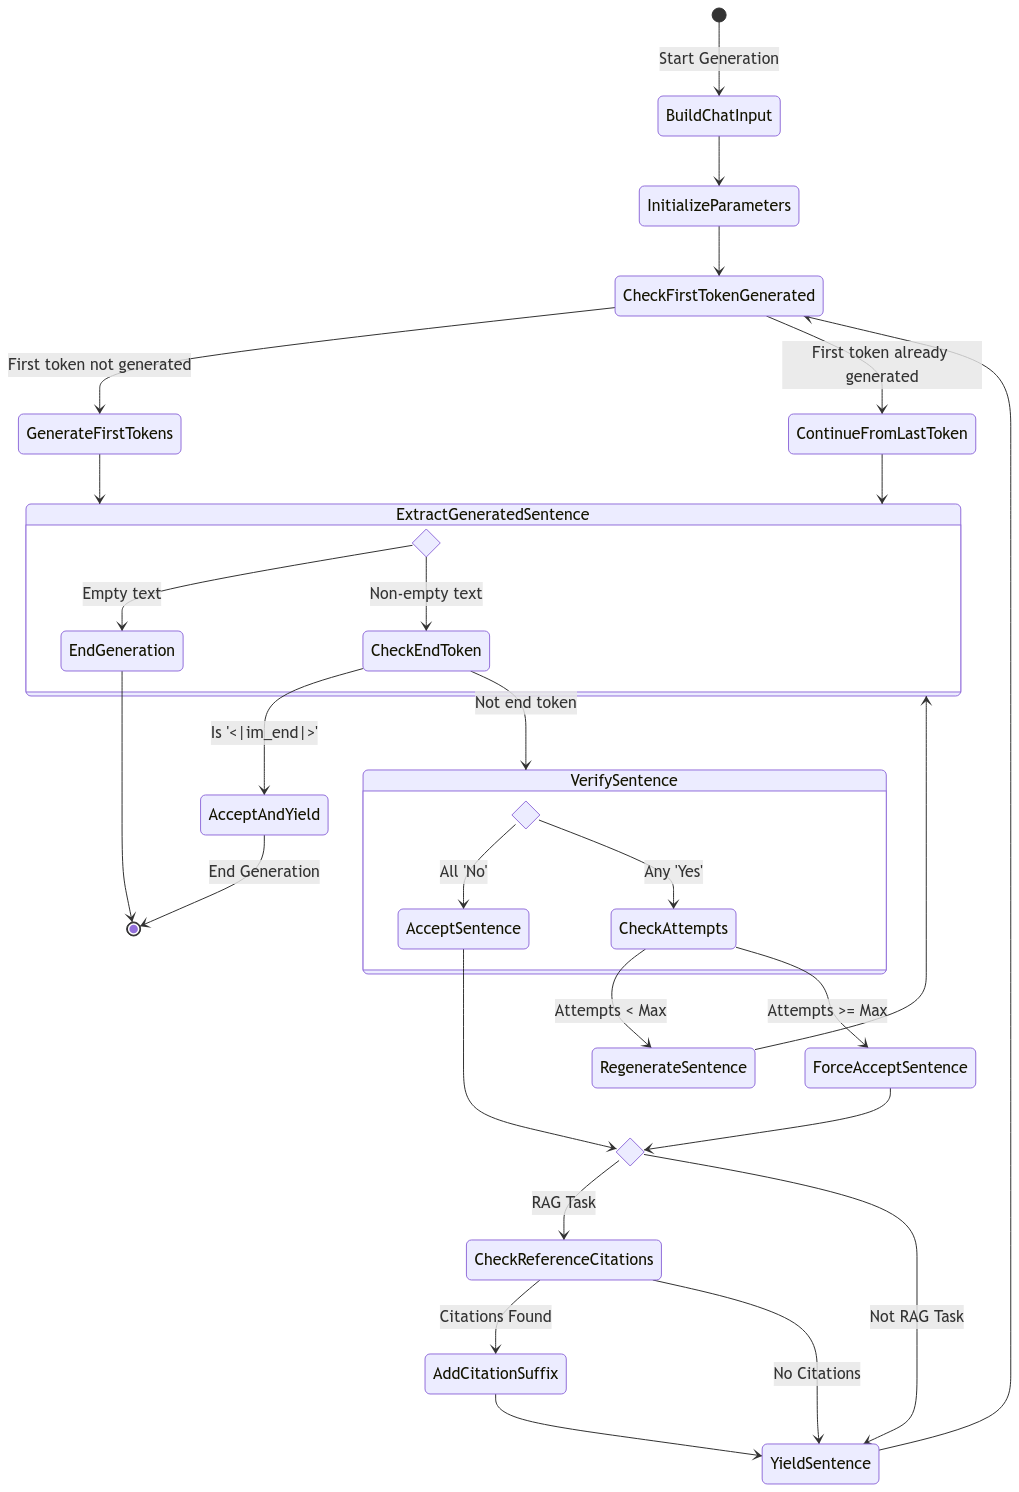 Start Generation
BuildChatInput
InitializeParameters
CheckFirstTokenGenerated
First token not generated
First token already
generated
GenerateFirstTokens
ContinueFromLastToken
ExtractGeneratedSentence
Empty text
Non-empty text
EndGeneration
CheckEndToken
Not end token
Is '<|im_end|>'
VerifySentence
AcceptAndYield
End Generation
All 'No'
Any 'Yes'
AcceptSentence
CheckAttempts
Attempts < Max
Attempts >= Max
RegenerateSentence
ForceAcceptSentence
RAG Task
CheckReferenceCitations
Citations Found
Not RAG Task
AddCitationSuffix
No Citations
YieldSentence